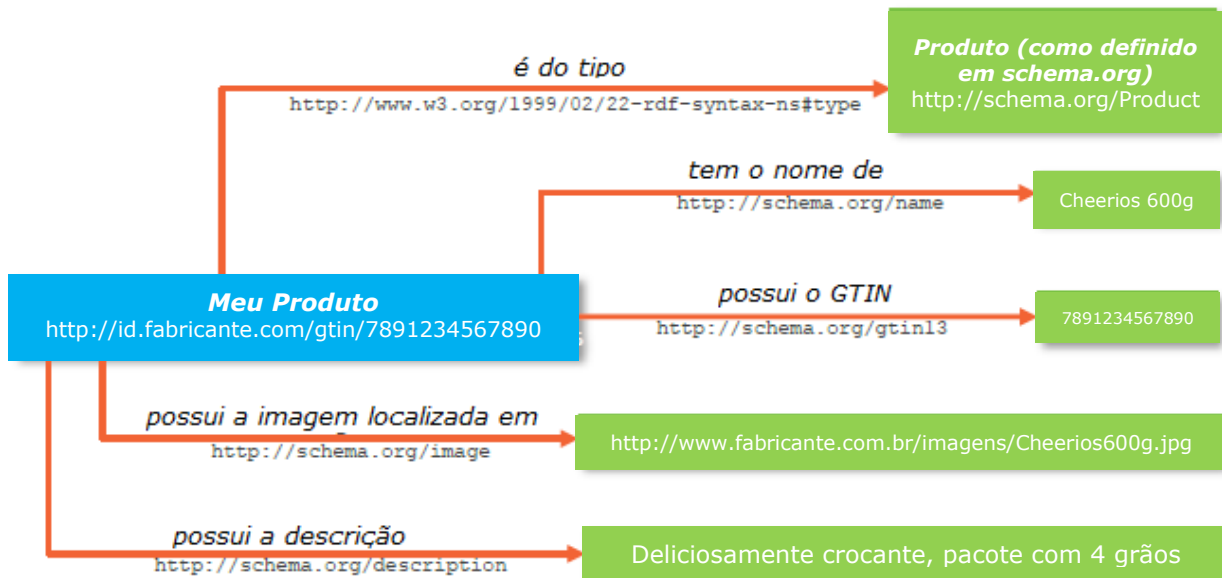 Produto (como definido
em schema.org)
http://schema.org/Product
é do tipo
http://www.w3.org/1999/02/22-rdf-syntax-ns#type
tem o nome de
http://schema.org/name
Cheerios 600g
Meu Produto
http://id.fabricante.com/gtin/7891234567890
possui o GTIN
http://schema.org/gtin13
7891234567890
possui a imagem localizada em
http://schema.org/image
http://www.fabricante.com.br/imagens/Cheerios600g.jpg
possui a descrição
http://schema.org/description
Deliciosamente crocante, pacote com 4 grãos